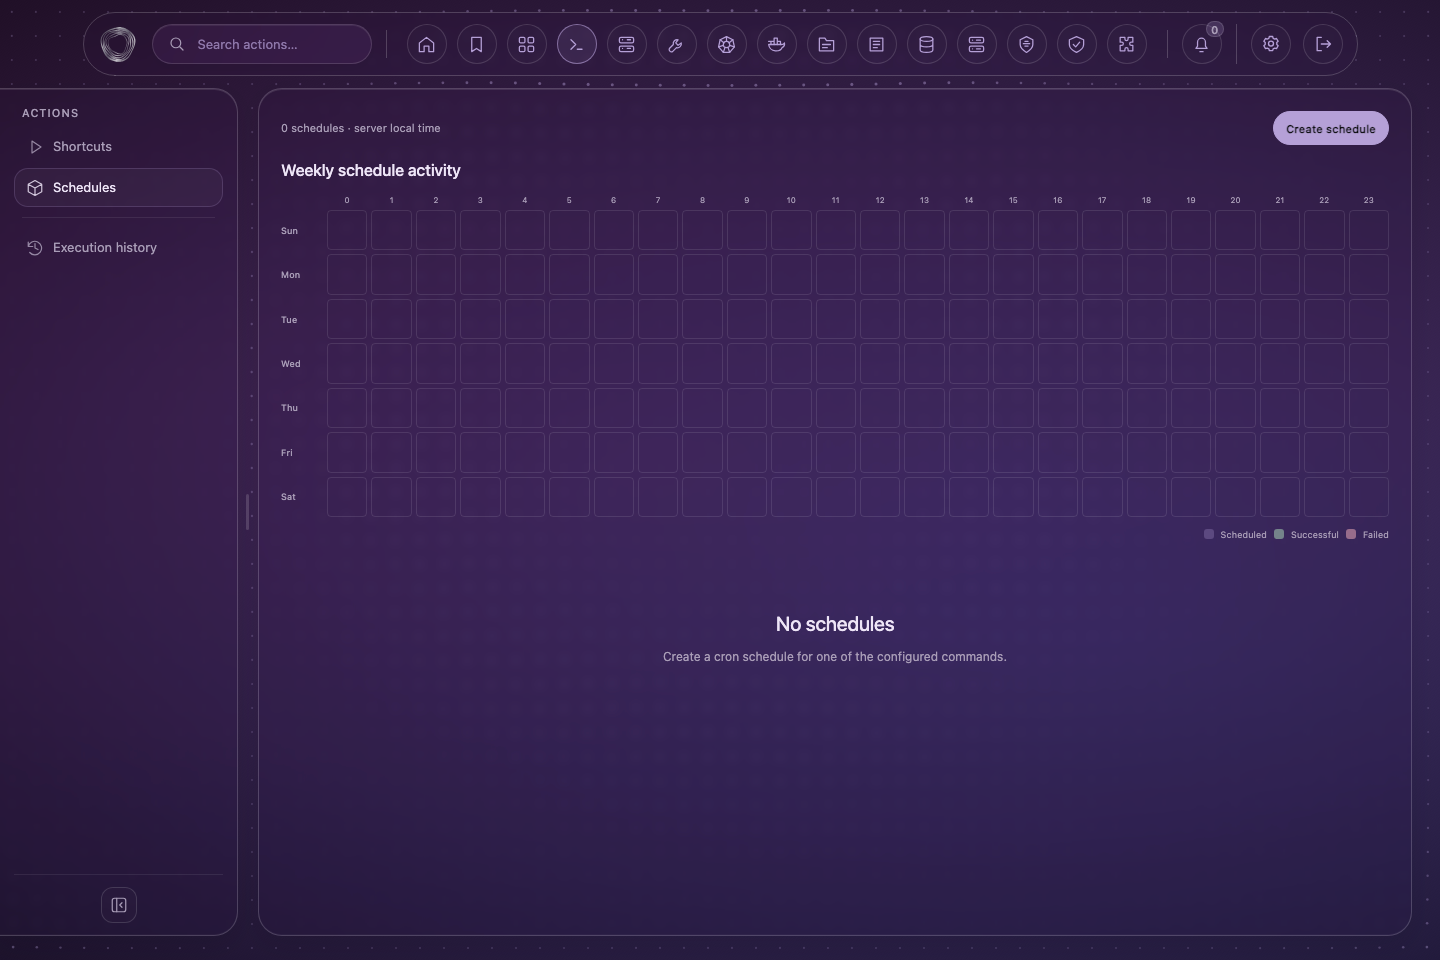 Search actions...
0
ACTIONS
Shortcuts
Schedules
Execution history
0 schedules · server local time
Create schedule
Weekly schedule activity
0 1 2 3 4 5 6 7 8 9 10 11 12 13 14 15 16 17 18 19 20 21 22 23
Sun
Mon
Tue
Wed
Thu
Fri
Sat
Scheduled Successful Failed
No schedules
Create a cron schedule for one of the configured commands.